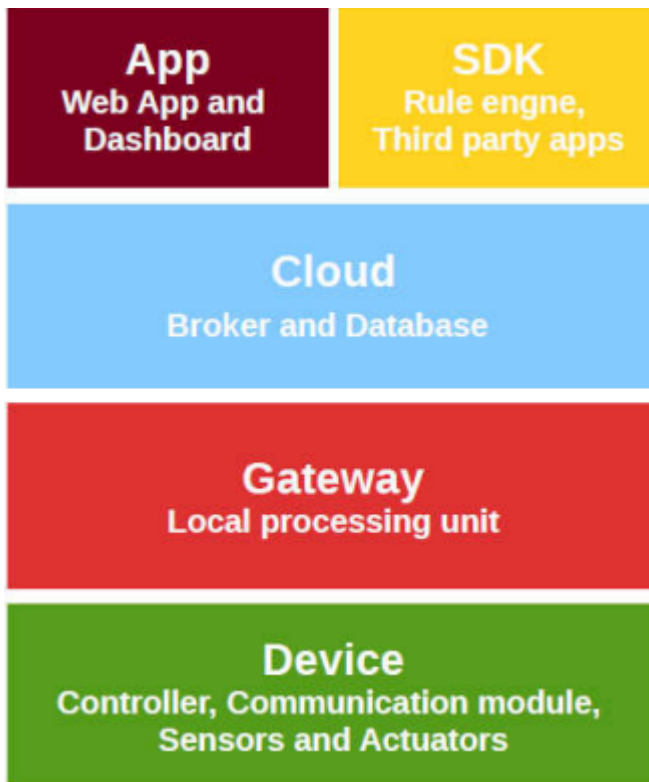 App
Web App and
Dashboard
SDK
Rule engne,
Third party apps
Cloud
Broker and Database
Gateway
Local processing unit
Device
Controller, Communication module,
Sensors and Actuators